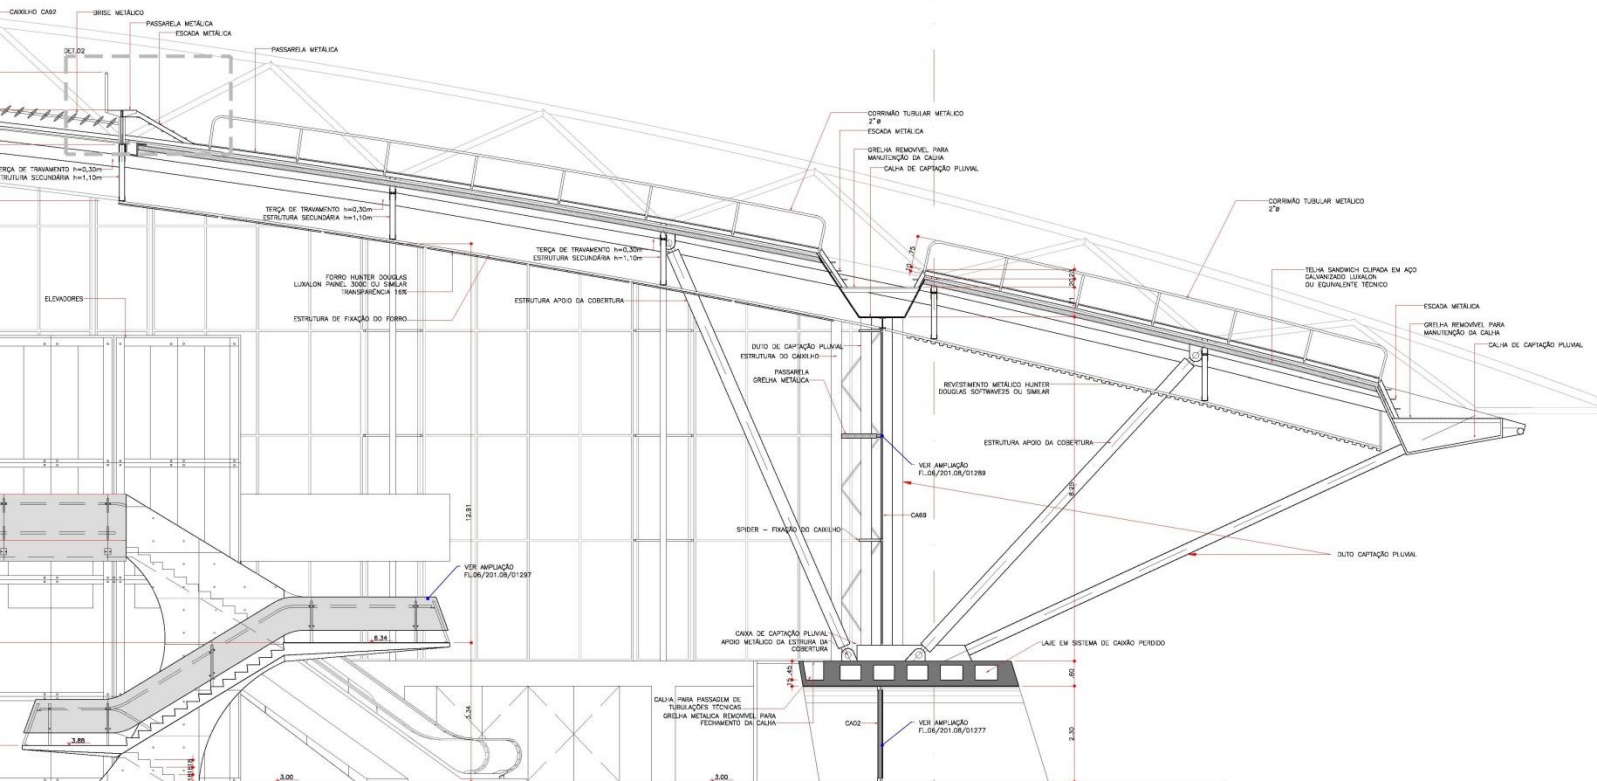 CAIXILHO CA92
BRISE METÁLICO
PASSARELA METÁLICA
ESCADA METÁLICA
DET.02
PASSARELA METÁLICA
CORRIMÃO TUBULAR METÁLICO
2"ø
ESCADA METÁLICA
GRELHA REMOVÍVEL PARA
MANUTENÇÃO DA CALHA
CALHA DE CAPTAÇÃO PLUVIAL
ERÇA DE TRAVAMENTO h=0,30m
TRUTURA SECUNDÁRIA h=1,10m
TERÇA DE TRAVAMENTO h=0,30m
ESTRUTURA SECUNDÁRIA h=1,10m
CORRIMÃO TUBULAR METÁLICO
2"ø
TERÇA DE TRAVAMENTO h=0,30m
ESTRUTURA SECUNDÁRIA h=1,10m
.75
FORRO HUNTER DOUGLAS
LUXALON PAINEL 300C OU SIMILAR
TRANSPARÊNCIA 16%
TELHA SANDWICH CLIPADA EM AÇO
GALVANIZADO LUXALON
OU EQUIVALENTE TÉCNICO
ELEVADORES
ESTRUTURA APOIO DA COBERTURA
ESCADA METÁLICA
ESTRUTURA DE FIXAÇÃO DO FORRO
GRELHA REMOVÍVEL PARA
MANUTENÇÃO DA CALHA
CALHA DE CAPTAÇÃO PLUVIAL
DUTO DE CAPTAÇÃO PLUVIAL
ESTRUTURA DO CAIXILHO
PASSARELA
GRELHA METÁLICA
REVESTIMENTO METÁLICO HUNTER
DOUGLAS SOFTWAVE25 OU SIMILAR
ESTRUTURA APOIO DA COBERTURA
VER AMPLIAÇÃO
FL.06/201.08/01289
12.91
CA69
SPIDER – FIXAÇÃO DO CAIXILHO
DUTO CAPTAÇÃO PLUVIAL
VER AMPLIAÇÃO
FL.06/201.08/01297
6.34
CAIXA DE CAPTAÇÃO PLUVIAL
APOIO METÁLICO DA ESTRURA DA
COBERTURA
LAJE EM SISTEMA DE CAIXÃO PERDIDO
.45
.15
.60
CALHA PARA PASSAGEM DE
TUBULAÇÕES TÉCNICAS
GRELHA METALICA REMOVÍVEL PARA
FECHAMENTO DA CALHA
CA02
VER AMPLIAÇÃO
FL.06/201.08/01277
3.34
2.30
3.88
3.00
3.00